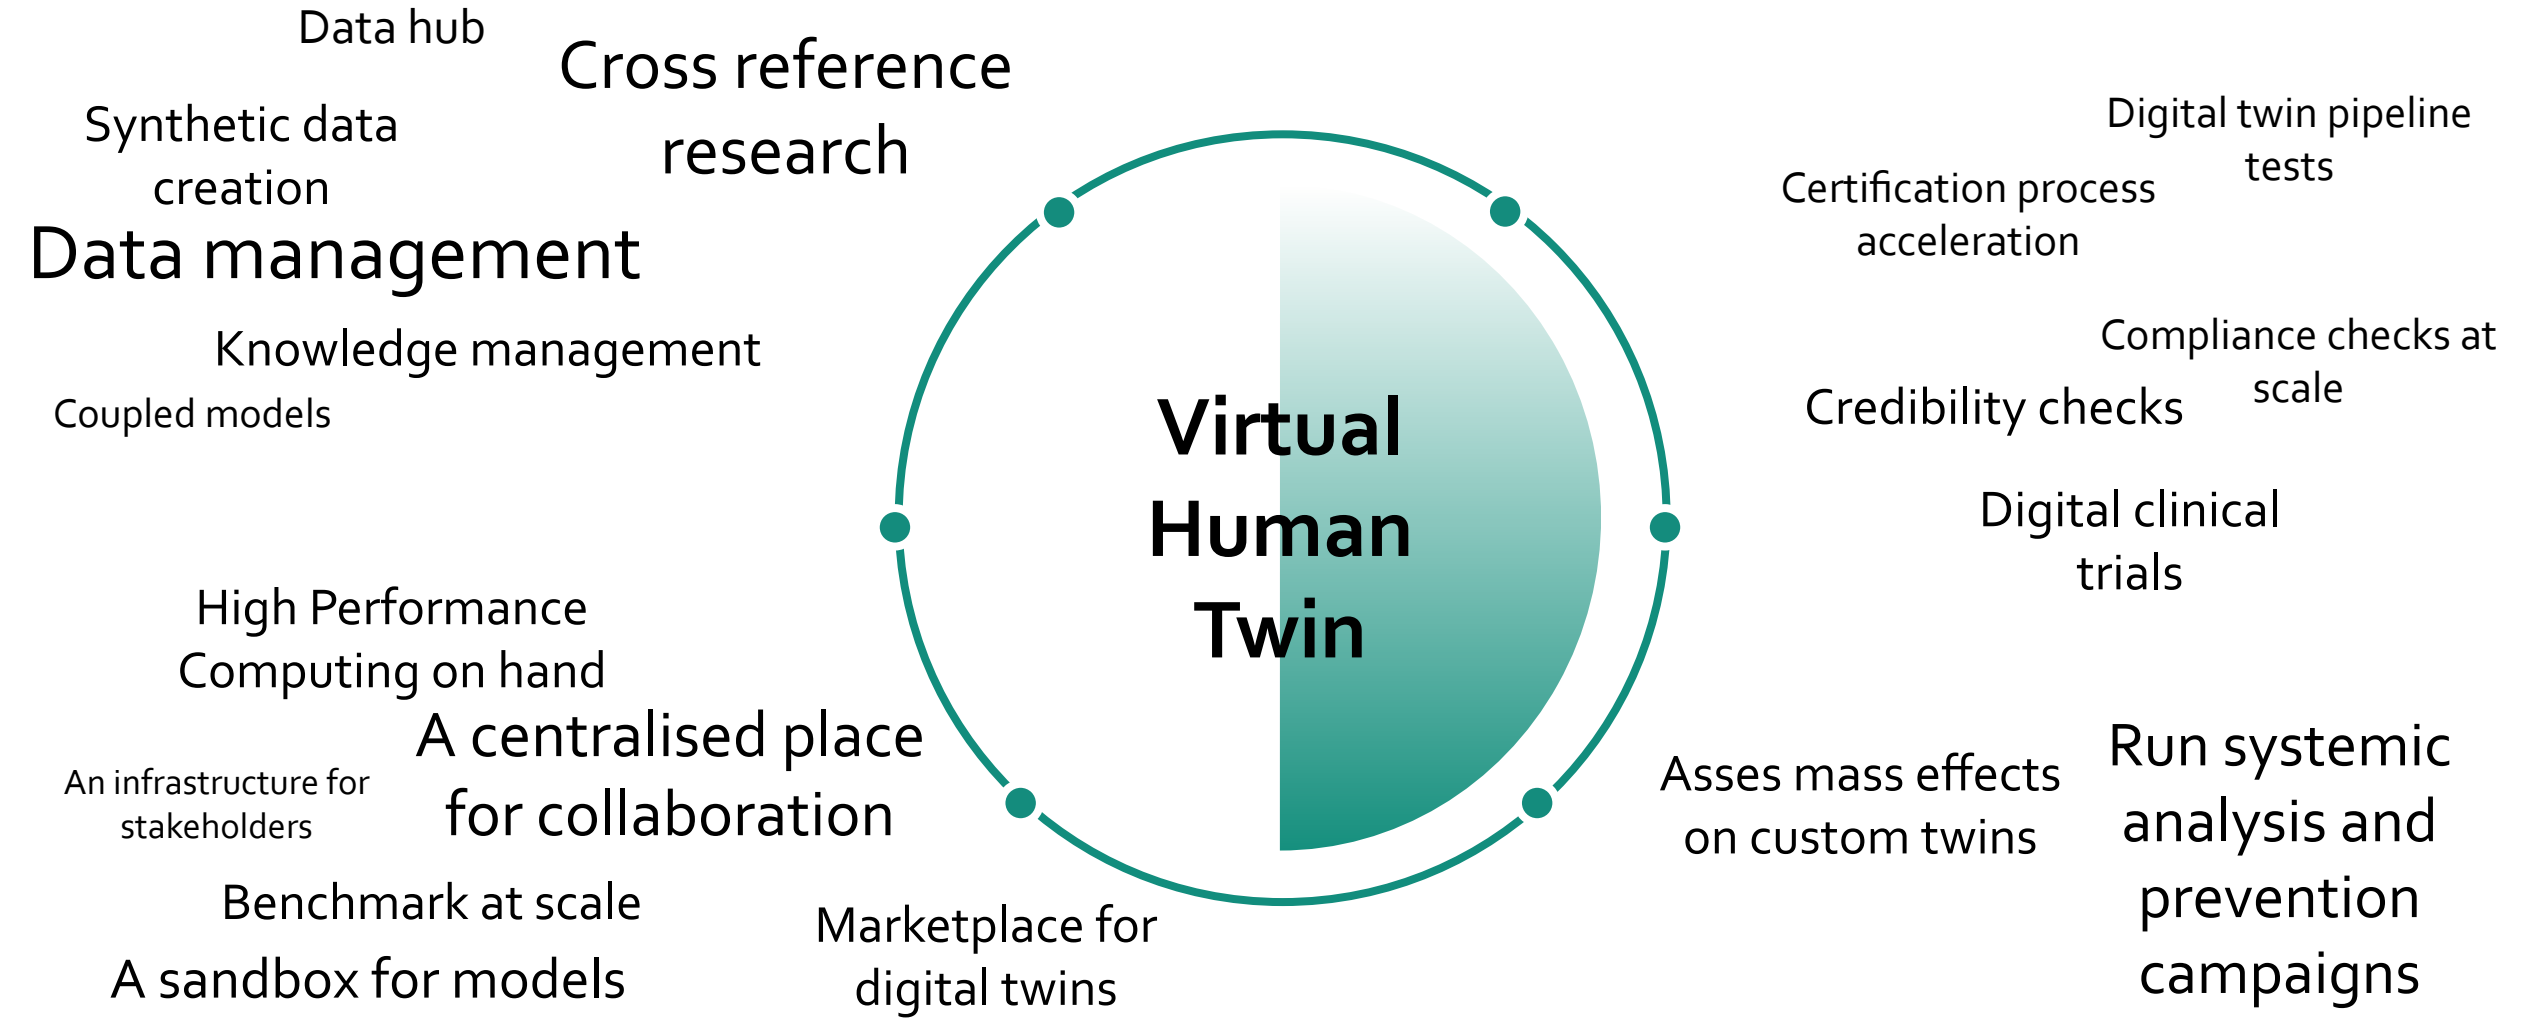 Data hub
Cross reference
research
Synthetic data
creation
Data management
Knowledge management
Coupled models
High Performance
Computing on hand
A centralised place
for collaboration
An infrastructure for
stakeholders
Benchmark at scale
A sandbox for models
Marketplace for
digital twins
Virtual
Human
Twin
Digital twin pipeline
tests
Certification process
acceleration
Compliance checks at
scale
Credibility checks
Digital clinical
trials
Asses mass effects
on custom twins
Run systemic
analysis and
prevention
campaigns